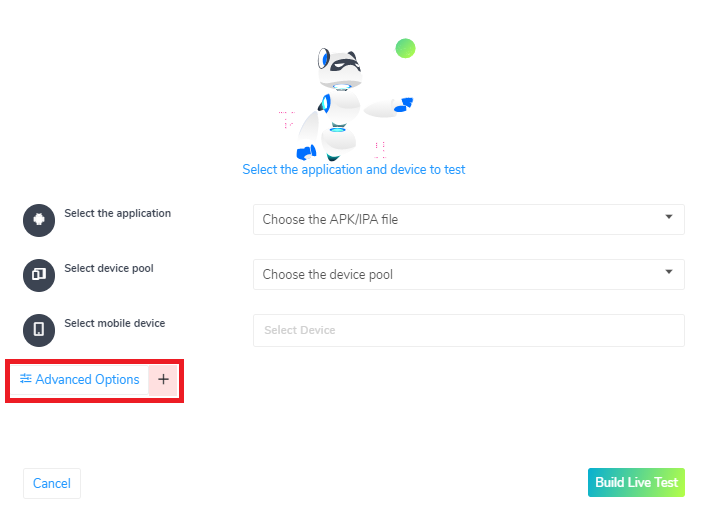 Select the application and device to test
Select the application
Choose the APK/IPA file
Select device pool
Choose the device pool
Select mobile device
Select Device
Advanced Options +
Cancel
Build Live Test